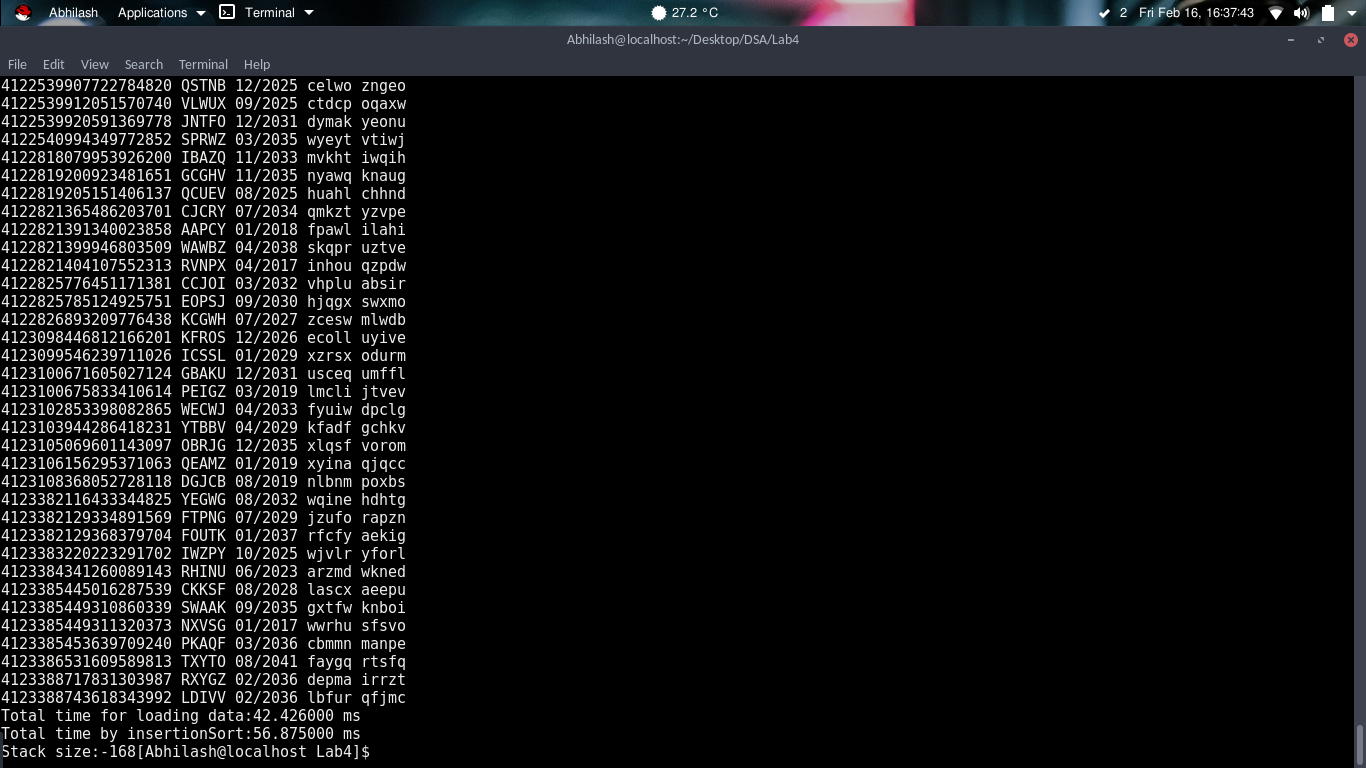 Abhilash Applications Terminal 27.2 °C 2 Fri Feb 16, 16:37:43
Abhilash@localhost:~/Desktop/DSA/Lab4
File Edit View Search Terminal Help
4122539907722784820 QSTNB 12/2025 celwo zngeo
4122539912051570740 VLWUX 09/2025 ctdcp oqaxw
4122539920591369778 JNTFO 12/2031 dymak yeonu
4122540994349772852 SPRWZ 03/2035 wyeyt vtiwj
4122818079953926200 IBAZQ 11/2033 mvkht iwqih
4122819200923481651 GCGHV 11/2035 nyawq knaug
4122819205151406137 QCUEV 08/2025 huahl chhnd
4122821365486203701 CJCRY 07/2034 qmkzt yzvpe
4122821391340023858 AAPCY 01/2018 fpawl ilahi
4122821399946803509 WAWBZ 04/2038 skqpr uztve
4122821404107552313 RVNPX 04/2017 inhou qzpdw
4122825776451171381 CCJOI 03/2032 vhplu absir
4122825785124925751 EOPSJ 09/2030 hjqgx swxmo
4122826893209776438 KCGWH 07/2027 zcesw mlwdb
4123098446812166201 KFROS 12/2026 ecoll uyive
4123099546239711026 ICSSL 01/2029 xzrsx odurm
4123100671605027124 GBAKU 12/2031 usceq umffl
4123100675833410614 PEIGZ 03/2019 lmcli jtvev
4123102853398082865 WECWJ 04/2033 fyuiw dpclg
4123103944286418231 YTBBV 04/2029 kfadf gchkv
4123105069601143097 OBRJG 12/2035 xlqsf vorom
4123106156295371063 QEAMZ 01/2019 xyina qjqcc
4123108368052728118 DGJCB 08/2019 nlbnm poxbs
4123382116433344825 YEGWG 08/2032 wqine hdhtg
4123382129334891569 FTPNG 07/2029 jzufo rapzn
4123382129368379704 FOUTK 01/2037 rfcfy aekig
4123383220223291702 IWZPY 10/2025 wjvlr yforl
4123384341260089143 RHINU 06/2023 arzmd wkned
4123385445016287539 CKKSF 08/2028 lascx aeepu
4123385449310860339 SWAAK 09/2035 gxtfw knboi
4123385449311320373 NXVSG 01/2017 wwrhu sfsvo
4123385453639709240 PKAQF 03/2036 cbmmn manpe
4123386531609589813 TXYTO 08/2041 faygq rtsfq
4123388717831303987 RXYGZ 02/2036 depma irrzt
4123388743618343992 LDIVV 02/2036 lbfur qfjmc
Total time for loading data:42.426000 ms
Total time by insertionSort:56.875000 ms
Stack size:-168[Abhilash@localhost Lab4]$